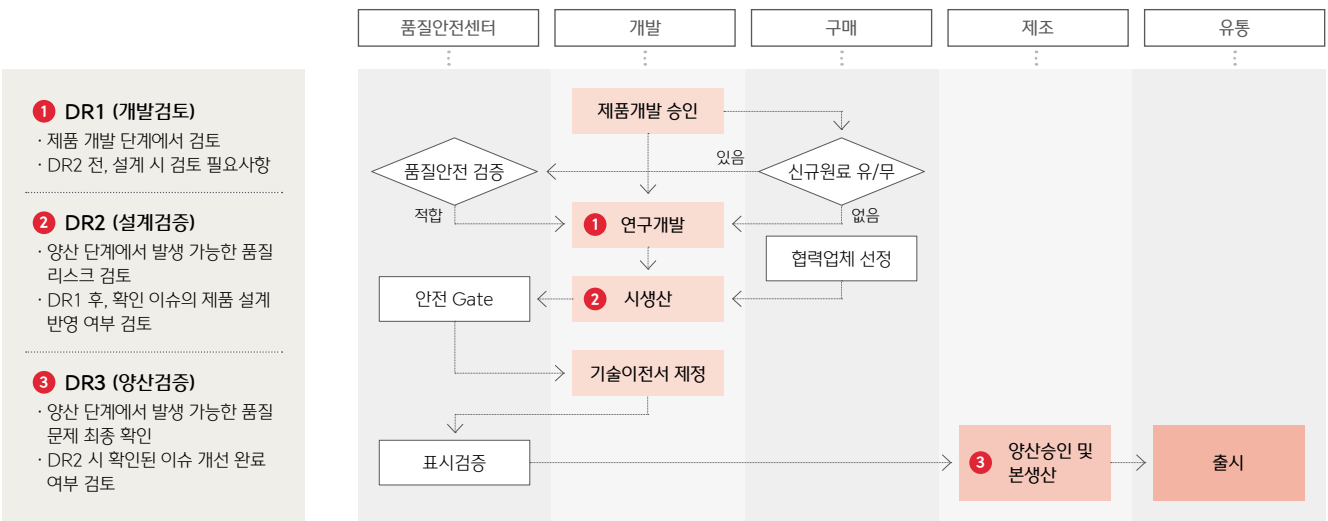 품질안전센터
개발
구매
제조
유통
1 DR1 (개발검토)
· 제품 개발 단계에서 검토
· DR2 전, 설계 시 검토 필요사항
2 DR2 (설계검증)
· 양산 단계에서 발생 가능한 품질
리스크 검토
· DR1 후, 확인 이슈의 제품 설계
반영 여부 검토
3 DR3 (양산검증)
· 양산 단계에서 발생 가능한 품질
문제 최종 확인
· DR2 시 확인된 이슈 개선 완료
여부 검토
제품개발 승인
품질안전 검증
있음
신규원료 유/무
적합
1 연구개발
없음
협력업체 선정
안전 Gate
2 시생산
기술이전서 제정
표시검증
3 양산승인 및
본생산
출시